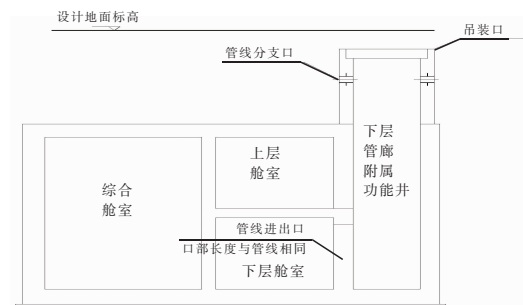 设计地面标高
吊装口
管线分支口
下层
管廊
附属
功能井
上层
舱室
综合
舱室
管线进出口
口部长度与管线相同
下层舱室